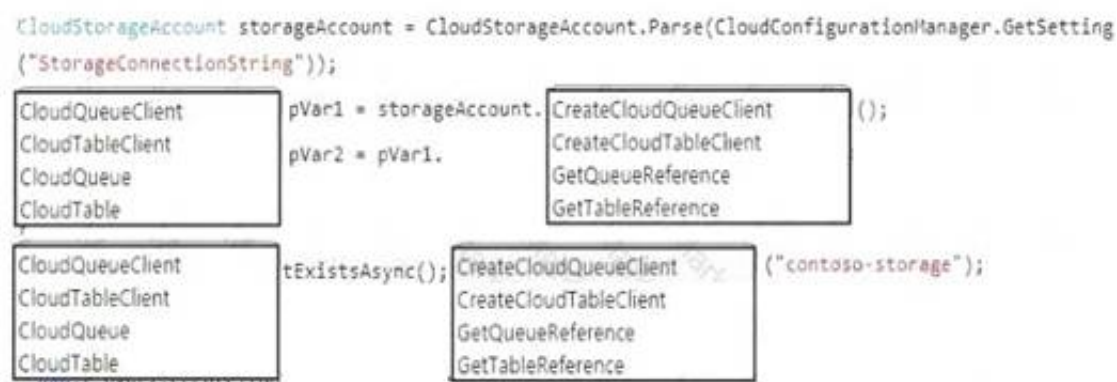 CloudStorageAccount storageAccount = CloudStorageAccount.Parse(CloudConfigurationManager.GetSetting
("StorageConnectionString"));
CloudQueueClient pVar1 = storageAccount. CreateCloudQueueClient ();
CloudTableClient CreateCloudTableClient
pVar2 = pVar1.
CloudQueue GetQueueReference
CloudTable GetTableReference
CloudQueueClient tExistsAsync(); CreateCloudQueueClient ("contoso-storage");
CloudTableClient CreateCloudTableClient
CloudQueue GetQueueReference
CloudTable GetTableReference